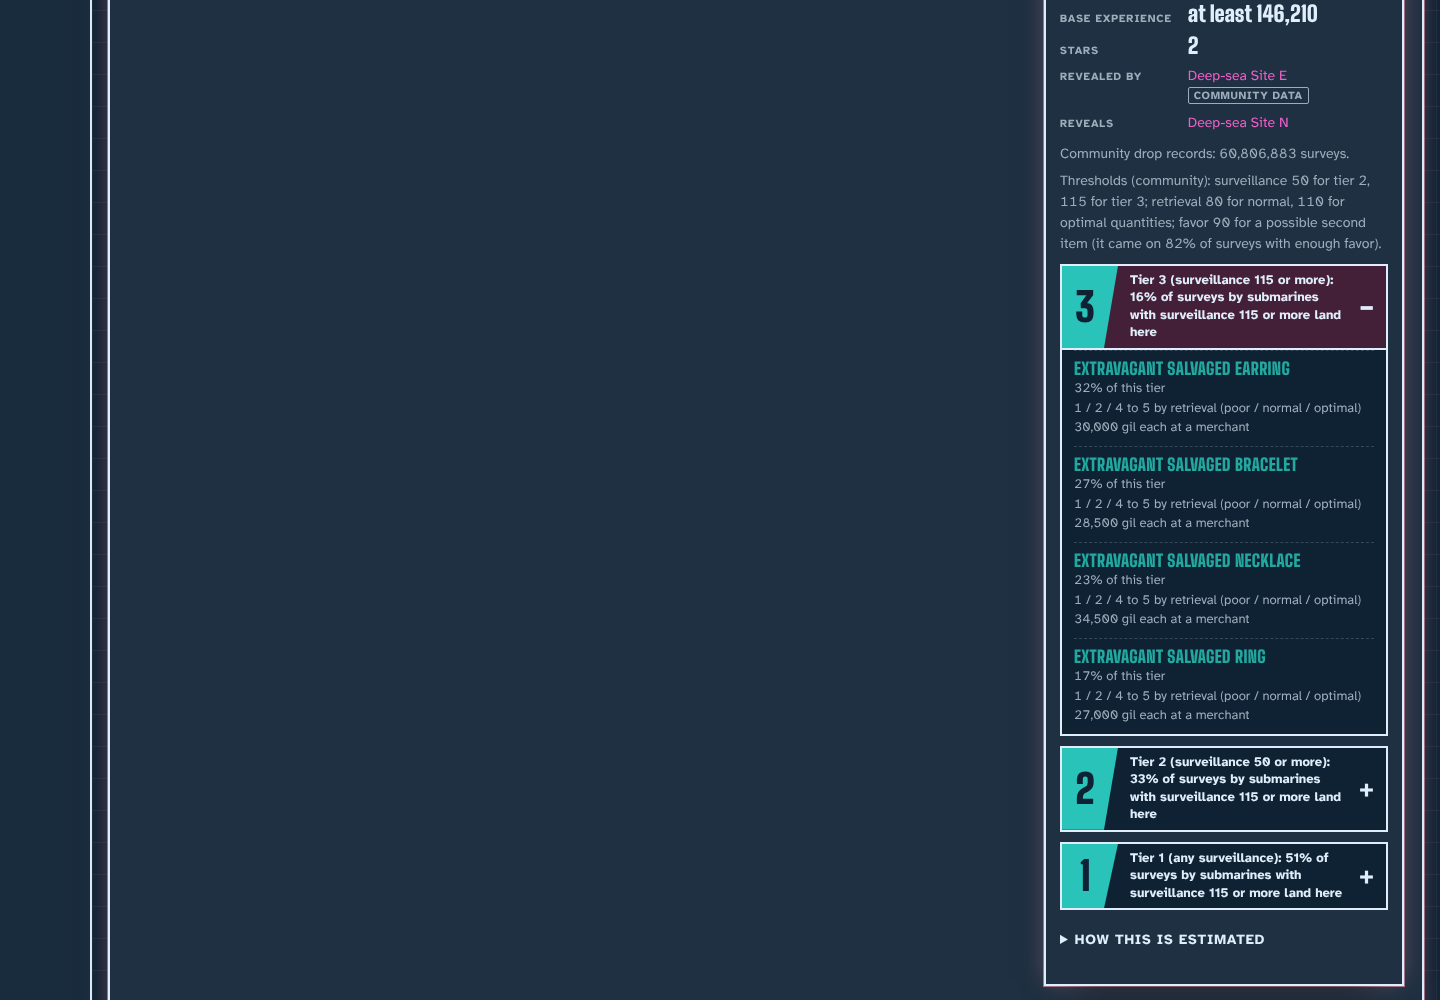 BASE EXPERIENCE at least 146,210
STARS 2
REVEALED BY Deep-sea Site E
COMMUNITY DATA
REVEALS Deep-sea Site N
Community drop records: 60,806,883 surveys.
Thresholds (community): surveillance 50 for tier 2,
115 for tier 3; retrieval 80 for normal, 110 for
optimal quantities; favor 90 for a possible second
item (it came on 82% of surveys with enough favor).
3
Tier 3 (surveillance 115 or more):
16% of surveys by submarines
with surveillance 115 or more land
here
−
EXTRAVAGANT SALVAGED EARRING
32% of this tier
1 / 2 / 4 to 5 by retrieval (poor / normal / optimal)
30,000 gil each at a merchant
EXTRAVAGANT SALVAGED BRACELET
27% of this tier
1 / 2 / 4 to 5 by retrieval (poor / normal / optimal)
28,500 gil each at a merchant
EXTRAVAGANT SALVAGED NECKLACE
23% of this tier
1 / 2 / 4 to 5 by retrieval (poor / normal / optimal)
34,500 gil each at a merchant
EXTRAVAGANT SALVAGED RING
17% of this tier
1 / 2 / 4 to 5 by retrieval (poor / normal / optimal)
27,000 gil each at a merchant
2
Tier 2 (surveillance 50 or more):
33% of surveys by submarines
with surveillance 115 or more land
here
+
1
Tier 1 (any surveillance): 51% of
surveys by submarines with
surveillance 115 or more land here
+
HOW THIS IS ESTIMATED